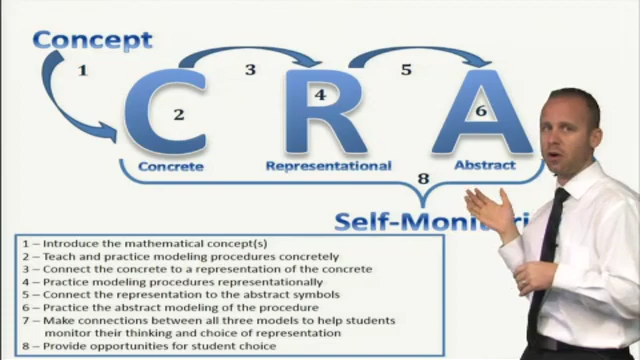 Concept
1
3
5
C R A
2
4
6
Concrete
Representational
Abstract
8
1 – Introduce the mathematical concept(s)
2 – Teach and practice modeling procedures concretely
3 – Connect the concrete to a representation of the concrete
4 – Practice modeling procedures representationally
5 – Connect the representation to the abstract symbols
6 – Practice the abstract modeling of the procedure
7 – Make connections between all three models to help students
monitor their thinking and choice of representation
8 – Provide opportunities for student choice